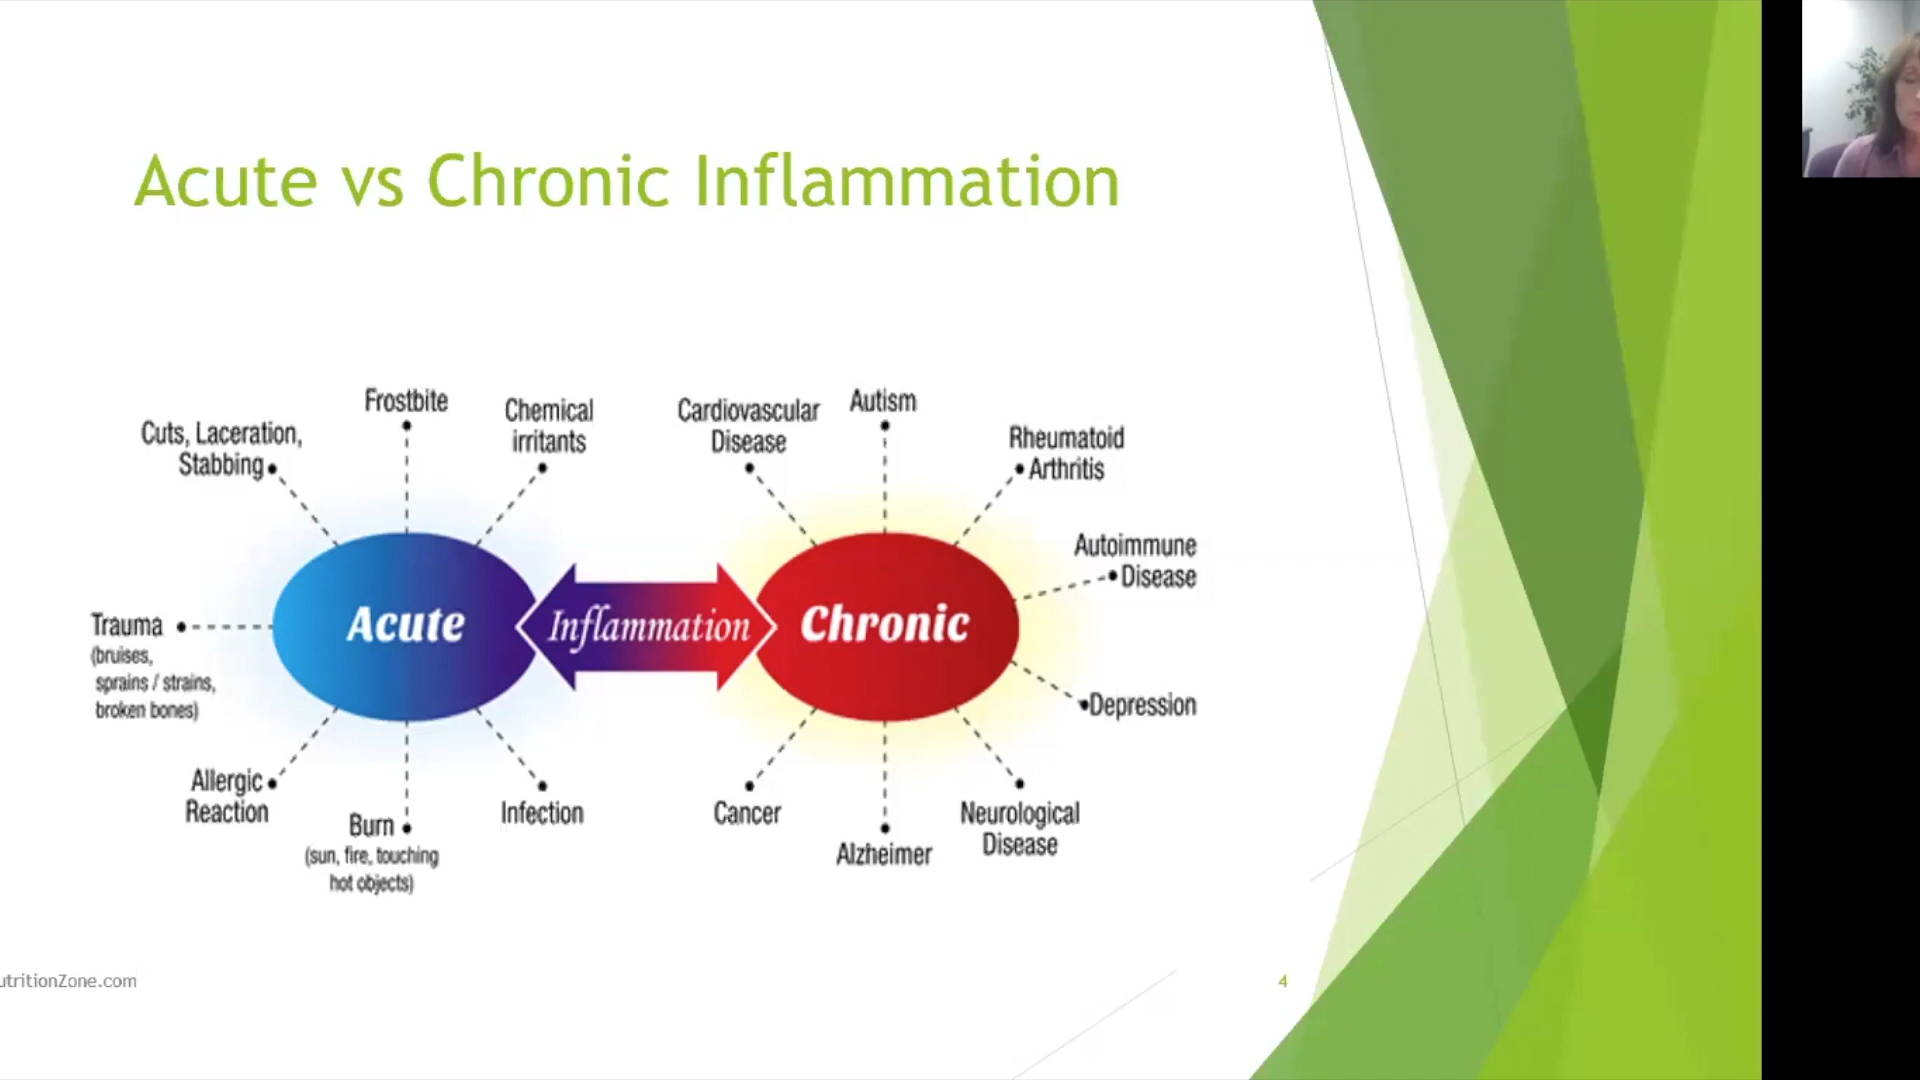 Acute vs Chronic Inflammation
Frostbite
Cuts, Laceration,
Stabbing
Chemical
irritants
Trauma
(bruises,
sprains / strains,
broken bones)
Acute
Allergic
Reaction
Burn
(sun, fire, touching
hot objects)
Infection
Inflammation
Cardiovascular
Disease
Autism
Rheumatoid
Arthritis
Autoimmune
Disease
Chronic
Depression
Cancer
Alzheimer
Neurological
Disease
utritionZone.com
4